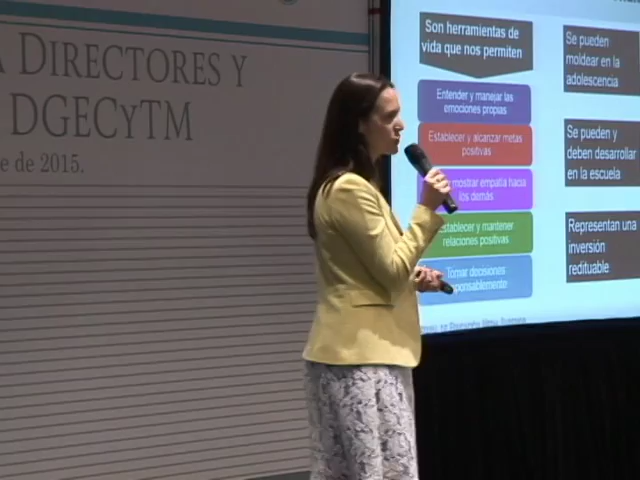 DIRECTORES Y
DGECYTM
e de 2015.
Son herramientas de
vida que nos permiten
Entender y manejar las
emociones propias
Establecer y alcanzar metas
positivas
mostrar empatía hacia
los demás
Establecer y mantener
relaciones positivas
Tomar decisiones
responsablemente
Se pueden
moldear en la
adolescencia
Se pueden y
deben desarrollar
en la escuela
Representan una
inversión
redituable